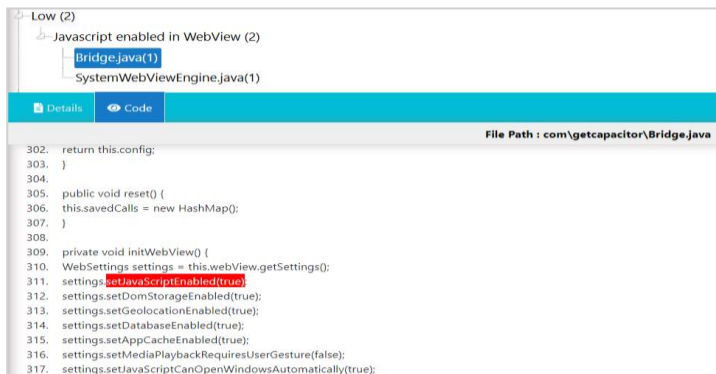 Low (2)
Javascript enabled in WebView (2)
Bridge.java(1)
SystemWebViewEngine.java(1)
Details Code
File Path : com\getcapacitor\Bridge.java
302. return this.config;
303. }
304.
305. public void reset() {
306. this.savedCalls = new HashMap();
307. }
308.
309. private void initWebView() {
310. WebSettings settings = this.webView.getSettings();
311. settings.setJavaScriptEnabled(true);
312. settings.setDomStorageEnabled(true);
313. settings.setGeolocationEnabled(true);
314. settings.setDatabaseEnabled(true);
315. settings.setAppCacheEnabled(true);
316. settings.setMediaPlaybackRequiresUserGesture(false);
317. settings.setJavaScriptCanOpenWindowsAutomatically(true);